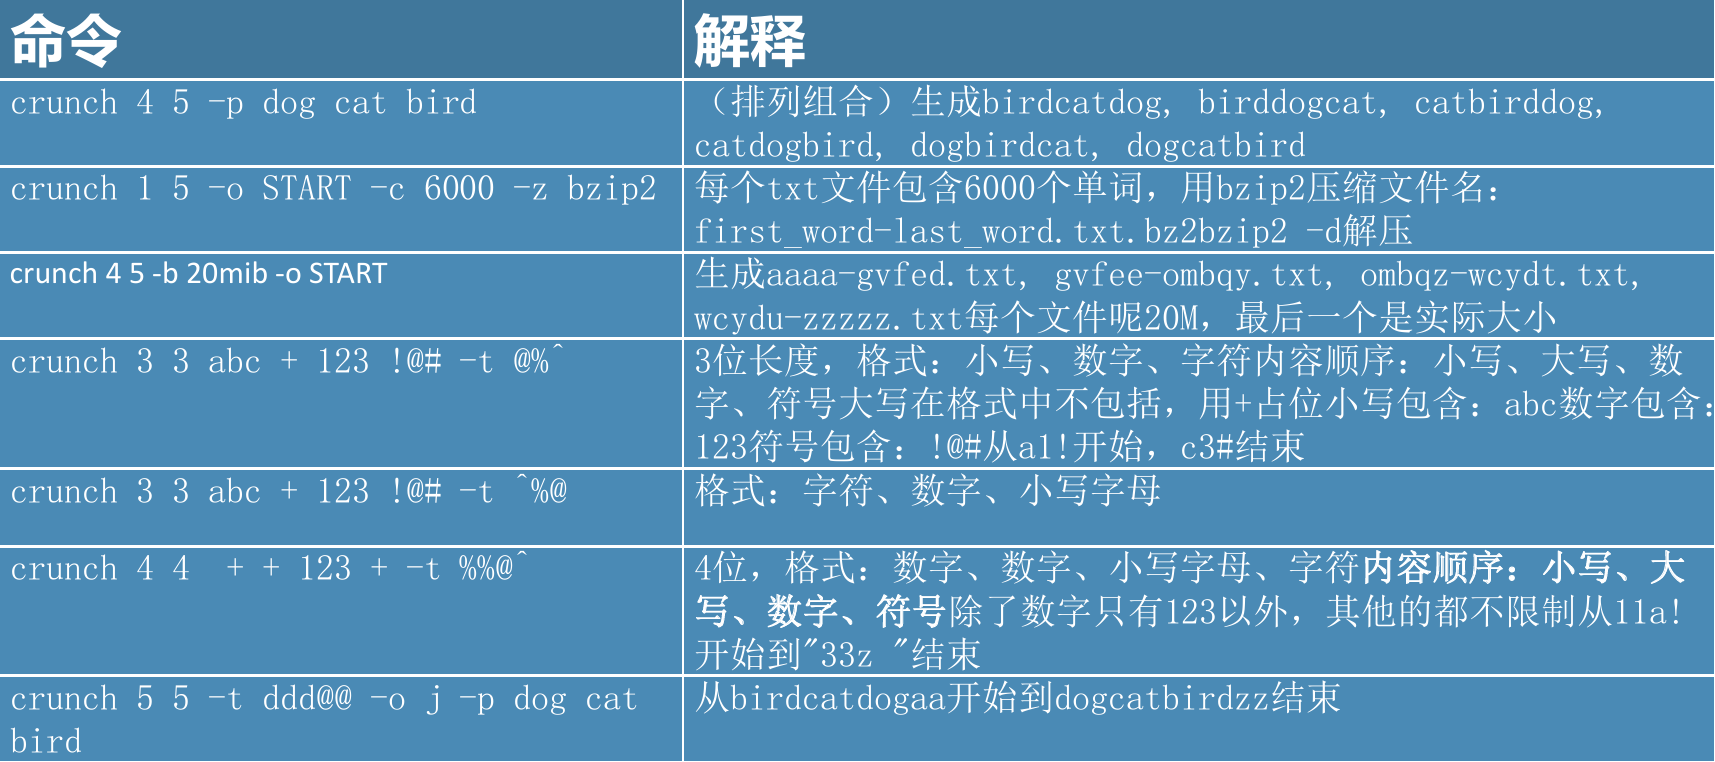 命令
解释
crunch 4 5 -p dog cat bird
（排列组合）生成birdcatdog, birddogcat, catbirddog,
catdogbird, dogbirdcat, dogcatbird
crunch 1 5 -o START -c 6000 -z bzip2
每个txt文件包含6000个单词，用bzip2压缩文件名：
first_word-last_word.txt.bz2bzip2 -d解压
crunch 4 5 -b 20mib -o START
生成aaaa-gvfed.txt, gvfee-ombqy.txt, ombqz-wcydt.txt,
wcydu-zzzzz.txt每个文件呢20M，最后一个是实际大小
crunch 3 3 abc + 123 !@# -t @%^
3位长度，格式：小写、数字、字符内容顺序：小写、大写、数
字、符号大写在格式中不包括，用+占位小写包含：abc数字包含：
123符号包含：!@#从a1!开始，c3#结束
crunch 3 3 abc + 123 !@# -t ^%@
格式：字符、数字、小写字母
crunch 4 4  + + 123 + -t %%@^
4位，格式：数字、数字、小写字母、字符内容顺序：小写、大
写、数字、符号除了数字只有123以外，其他的都不限制从11a!
开始到"33z "结束
crunch 5 5 -t ddd@@ -o j -p dog cat
bird
从birdcatdogaa开始到dogcatbirdzz结束